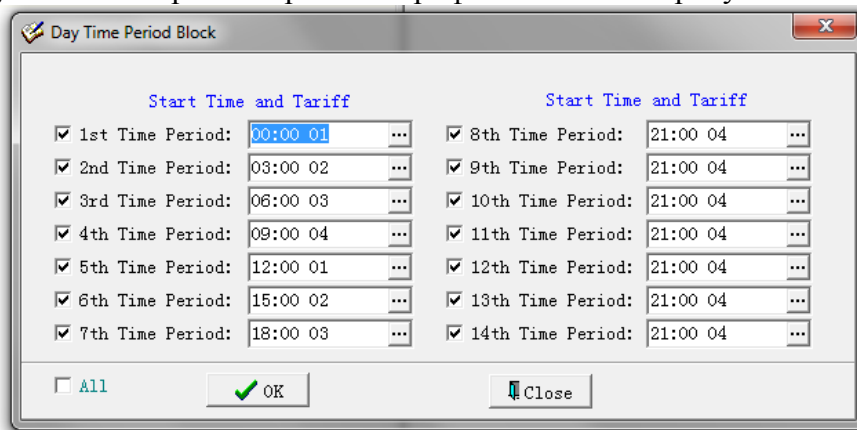 Day Time Period Block
Start Time and Tariff
1st Time Period: 00:00 01 ...
2nd Time Period: 03:00 02 ...
3rd Time Period: 06:00 03 ...
4th Time Period: 09:00 04 ...
5th Time Period: 12:00 01 ...
6th Time Period: 15:00 02 ...
7th Time Period: 18:00 03 ...
Start Time and Tariff
8th Time Period: 21:00 04 ...
9th Time Period: 21:00 04 ...
10th Time Period: 21:00 04 ...
11th Time Period: 21:00 04 ...
12th Time Period: 21:00 04 ...
13th Time Period: 21:00 04 ...
14th Time Period: 21:00 04 ...
All
OK
Close